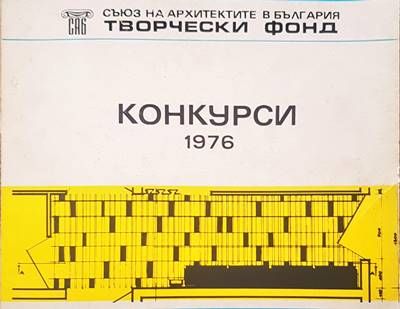 САБ
СЪЮЗ НА АРХИТЕКТИТЕ В БЪЛГАРИЯ
ТВОРЧЕСКИ ФОНД
КОНКУРСИ
1976